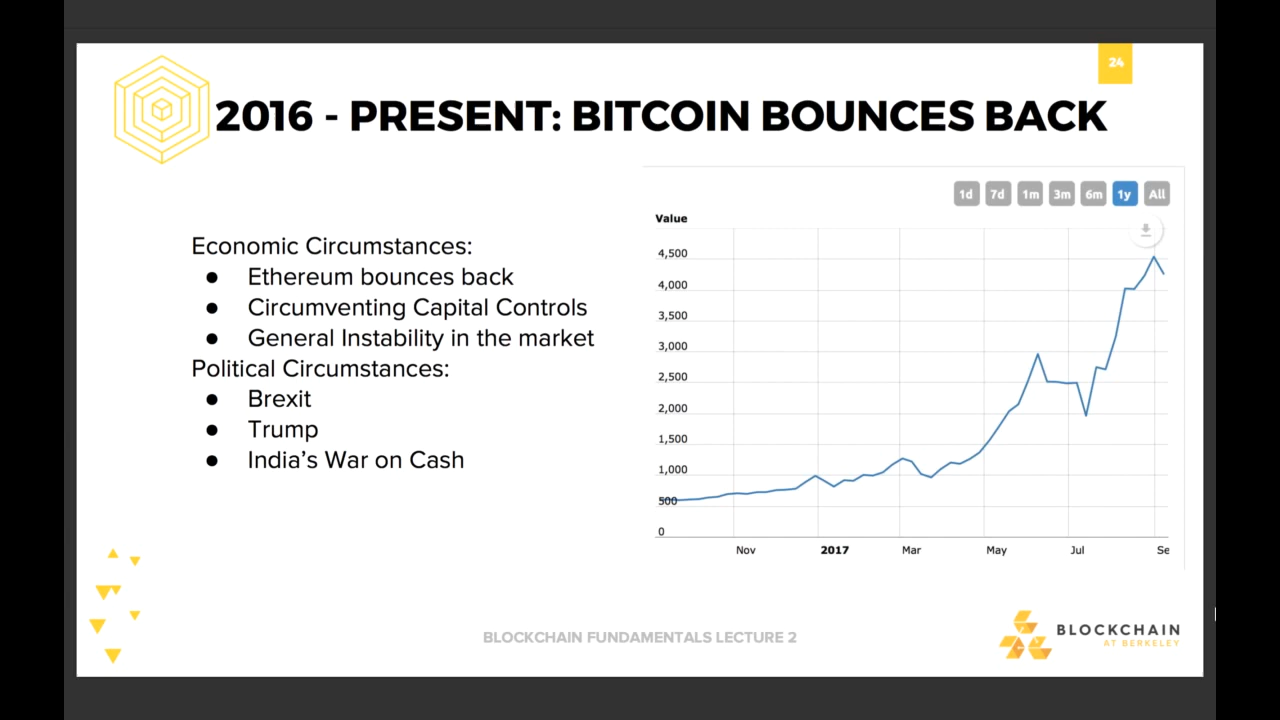 24
2016 - PRESENT: BITCOIN BOUNCES BACK
Economic Circumstances:
● Ethereum bounces back
● Circumventing Capital Controls
● General Instability in the market
Political Circumstances:
● Brexit
● Trump
● India's War on Cash
1d 7d 1m 3m 6m 1y All
Value
4,500
4,000
3,500
3,000
2,500
2,000
1,500
1,000
500
0
Nov 2017 Mar May Jul Se
BLOCKCHAIN FUNDAMENTALS LECTURE 2
BLOCKCHAIN
AT BERKELEY